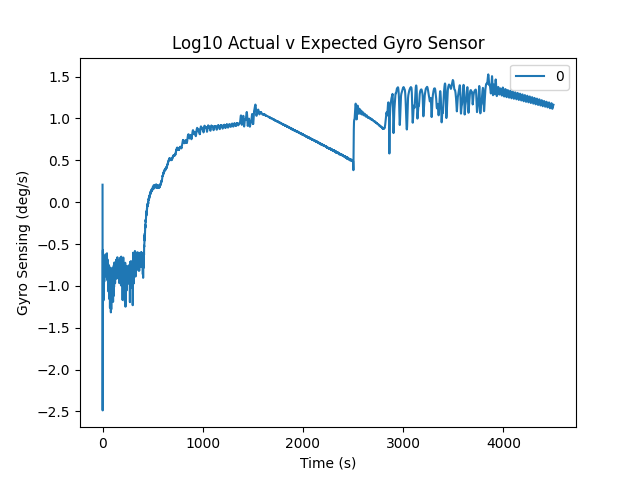 Log10 Actual v Expected Gyro Sensor
0
1.5
1.0
0.5
0.0
−0.5
−1.0
−1.5
−2.0
−2.5
Gyro Sensing (deg/s)
0 1000 2000 3000 4000
Time (s)